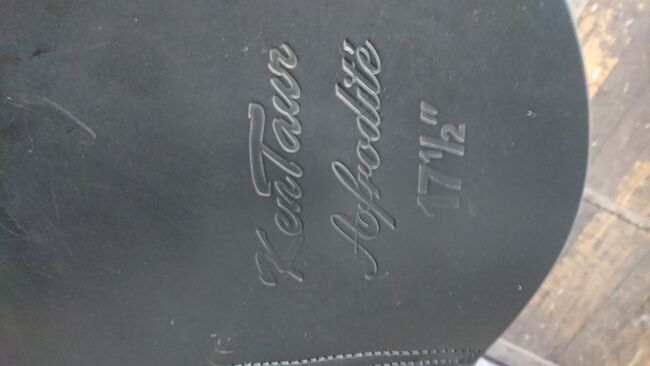 KenTaur
Afrodite
17½"